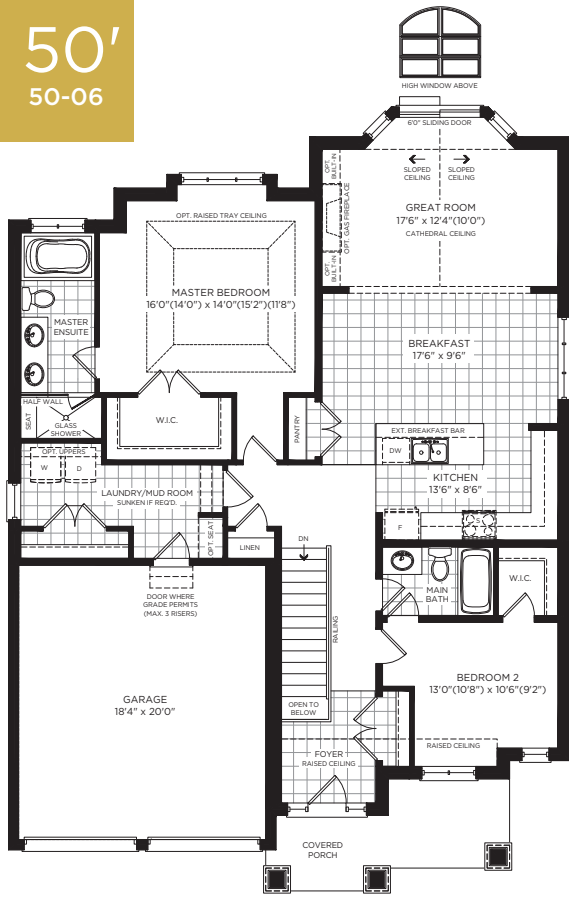 50'
50-06
HIGH WINDOW ABOVE
6'0" SLIDING DOOR
OPT.
BUILT-IN
SLOPED
CEILING
SLOPED
CEILING
OPT. GAS FIREPLACE
GREAT ROOM
17'6" x 12'4"(10'0")
CATHEDRAL CEILING
OPT.
BUILT-IN
OPT. RAISED TRAY CEILING
MASTER BEDROOM
16'0"(14'0") x 14'0"(15'2")(11'8")
MASTER
ENSUITE
BREAKFAST
17'6" x 9'6"
HALF WALL
SEAT
GLASS
SHOWER
W.I.C.
PANTRY
EXT. BREAKFAST BAR
DW
KITCHEN
13'6" x 8'6"
F
S
OPT. UPPERS
W
D
LAUNDRY/MUD ROOM
SUNKEN IF REQ'D.
OPT. SEAT
LINEN
DN
DOOR WHERE
GRADE PERMITS
(MAX. 3 RISERS)
RAILING
MAIN
BATH
W.I.C.
BEDROOM 2
13'0"(10'8") x 10'6"(9'2")
GARAGE
18'4" x 20'0"
OPEN TO
BELOW
RAISED CEILING
FOYER
RAISED CEILING
COVERED
PORCH